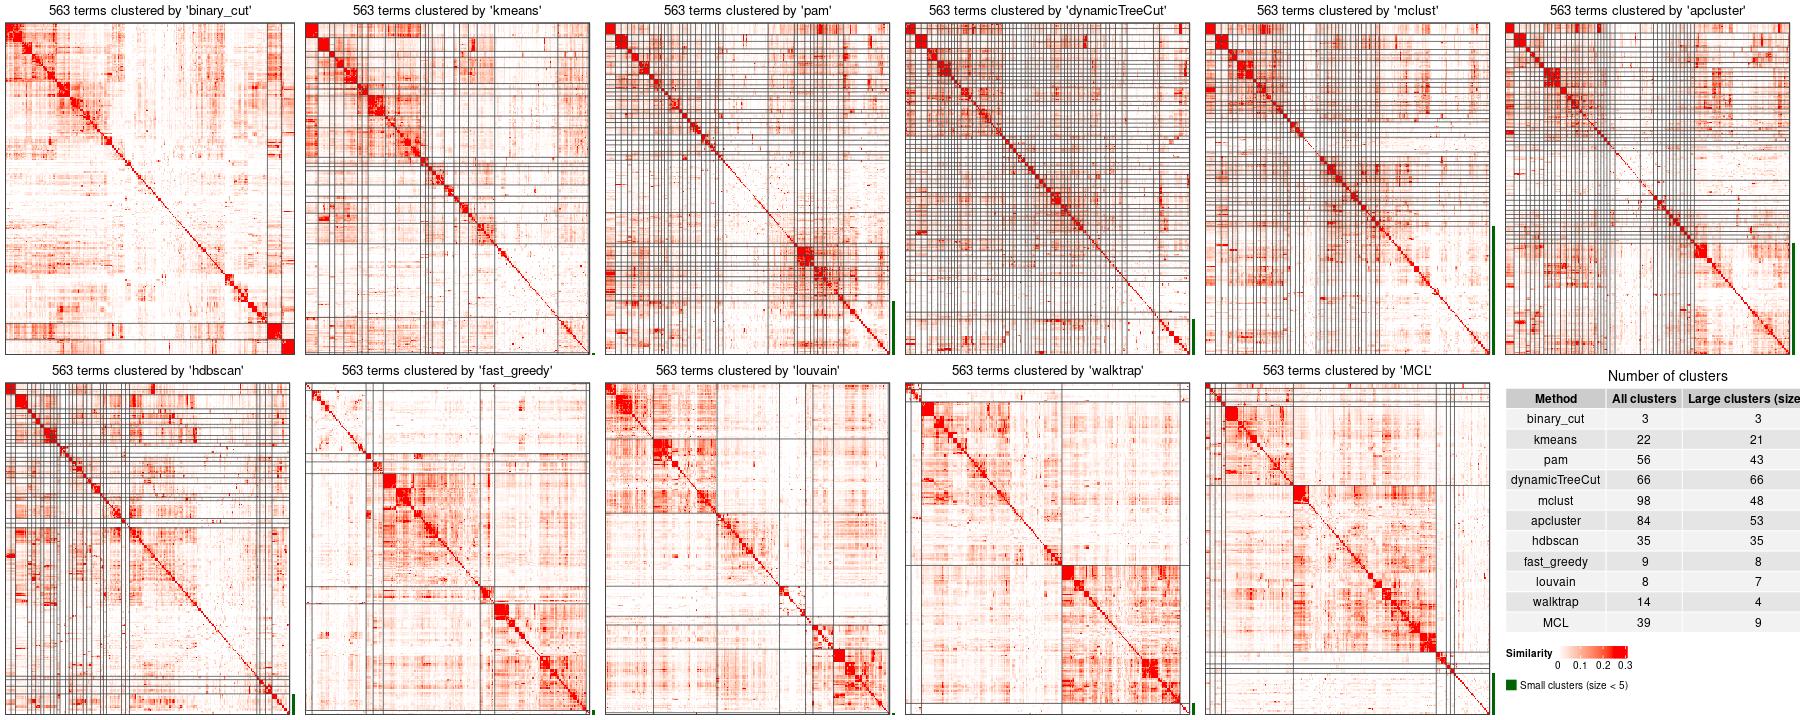 563 terms clustered by 'binary_cut'
563 terms clustered by 'kmeans'
563 terms clustered by 'pam'
563 terms clustered by 'dynamicTreeCut'
563 terms clustered by 'mclust'
563 terms clustered by 'apcluster'
563 terms clustered by 'hdbscan'
563 terms clustered by 'fast_greedy'
563 terms clustered by 'louvain'
563 terms clustered by 'walktrap'
563 terms clustered by 'MCL'
Number of clusters
Method All clusters Large clusters (size
binary_cut 3 3
kmeans 22 21
pam 56 43
dynamicTreeCut 66 66
mclust 98 48
apcluster 84 53
hdbscan 35 35
fast_greedy 9 8
louvain 8 7
walktrap 14 4
MCL 39 9
Similarity
0 0.1 0.2 0.3
Small clusters (size < 5)